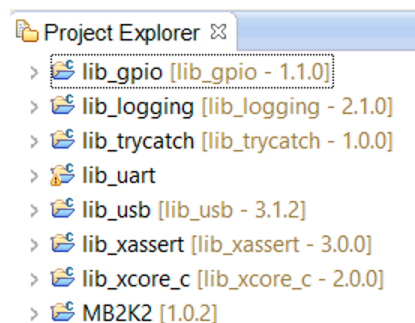 Project Explorer
lib_gpio [lib_gpio - 1.1.0]
lib_logging [lib_logging - 2.1.0]
lib_trycatch [lib_trycatch - 1.0.0]
lib_uart
lib_usb [lib_usb - 3.1.2]
lib_xassert [lib_xassert - 3.0.0]
lib_xcore_c [lib_xcore_c - 2.0.0]
MB2K2 [1.0.2]